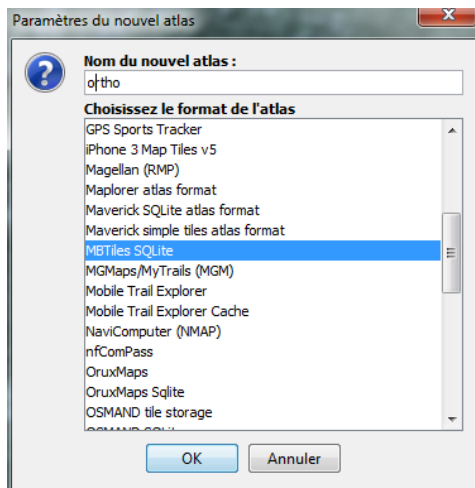 Paramètres du nouvel atlas
Nom du nouvel atlas :
ortho
Choisissez le format de l'atlas
GPS Sports Tracker
iPhone 3 Map Tiles v5
Magellan (RMP)
Maplorer atlas format
Maverick SQLite atlas format
Maverick simple tiles atlas format
MBTiles SQLite
MGMaps/MyTrails (MGM)
Mobile Trail Explorer
Mobile Trail Explorer Cache
NaviComputer (NMAP)
nfComPass
OruxMaps
OruxMaps Sqlite
OSMAND tile storage
OSMAND SQLite
OK
Annuler